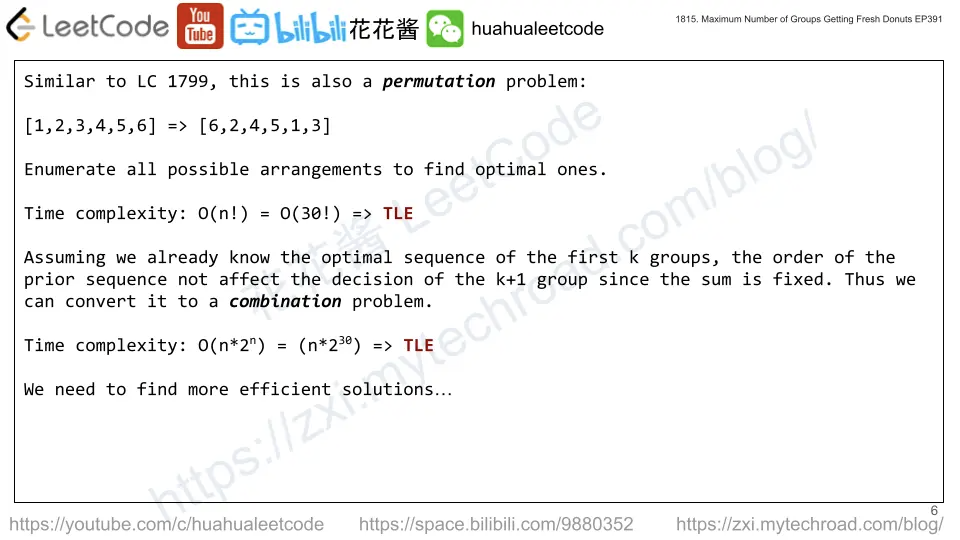 LeetCode
You
Tube
bilibili
花花酱
huahualeetcode
1815. Maximum Number of Groups Getting Fresh Donuts EP391
Similar to LC 1799, this is also a permutation problem:
[1,2,3,4,5,6] => [6,2,4,5,1,3]
Enumerate all possible arrangements to find optimal ones.
Time complexity: O(n!) = O(30!) => TLE
Assuming we already know the optimal sequence of the first k groups, the order of the
prior sequence not affect the decision of the k+1 group since the sum is fixed. Thus we
can convert it to a combination problem.
Time complexity: O(n*2ⁿ) = (n*2³⁰) => TLE
We need to find more efficient solutions…
花花酱 LeetCode
https://zxi.mytechroad.com/blog/
6
https://youtube.com/c/huahualeetcode
https://space.bilibili.com/9880352
https://zxi.mytechroad.com/blog/